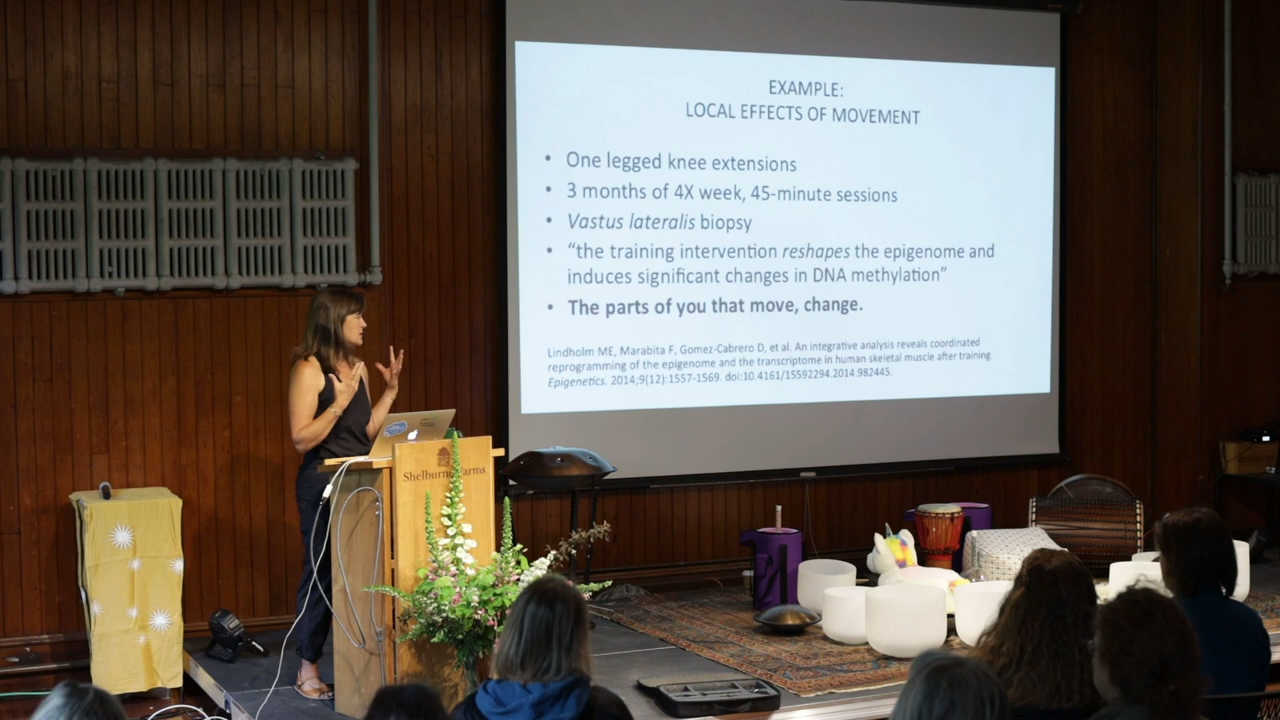 EXAMPLE:
LOCAL EFFECTS OF MOVEMENT
• One legged knee extensions
• 3 months of 4X week, 45-minute sessions
• Vastus lateralis biopsy
• “the training intervention reshapes the epigenome and
induces significant changes in DNA methylation”
• The parts of you that move, change.
Lindholm ME, Marabita F, Gomez-Cabrero D, et al. An integrative analysis reveals coordinated
reprogramming of the epigenome and the transcriptome in human skeletal muscle after training.
Epigenetics. 2014;9(12):1557-1569. doi:10.4161/15592294.2014.982445.
Shelburne Farms